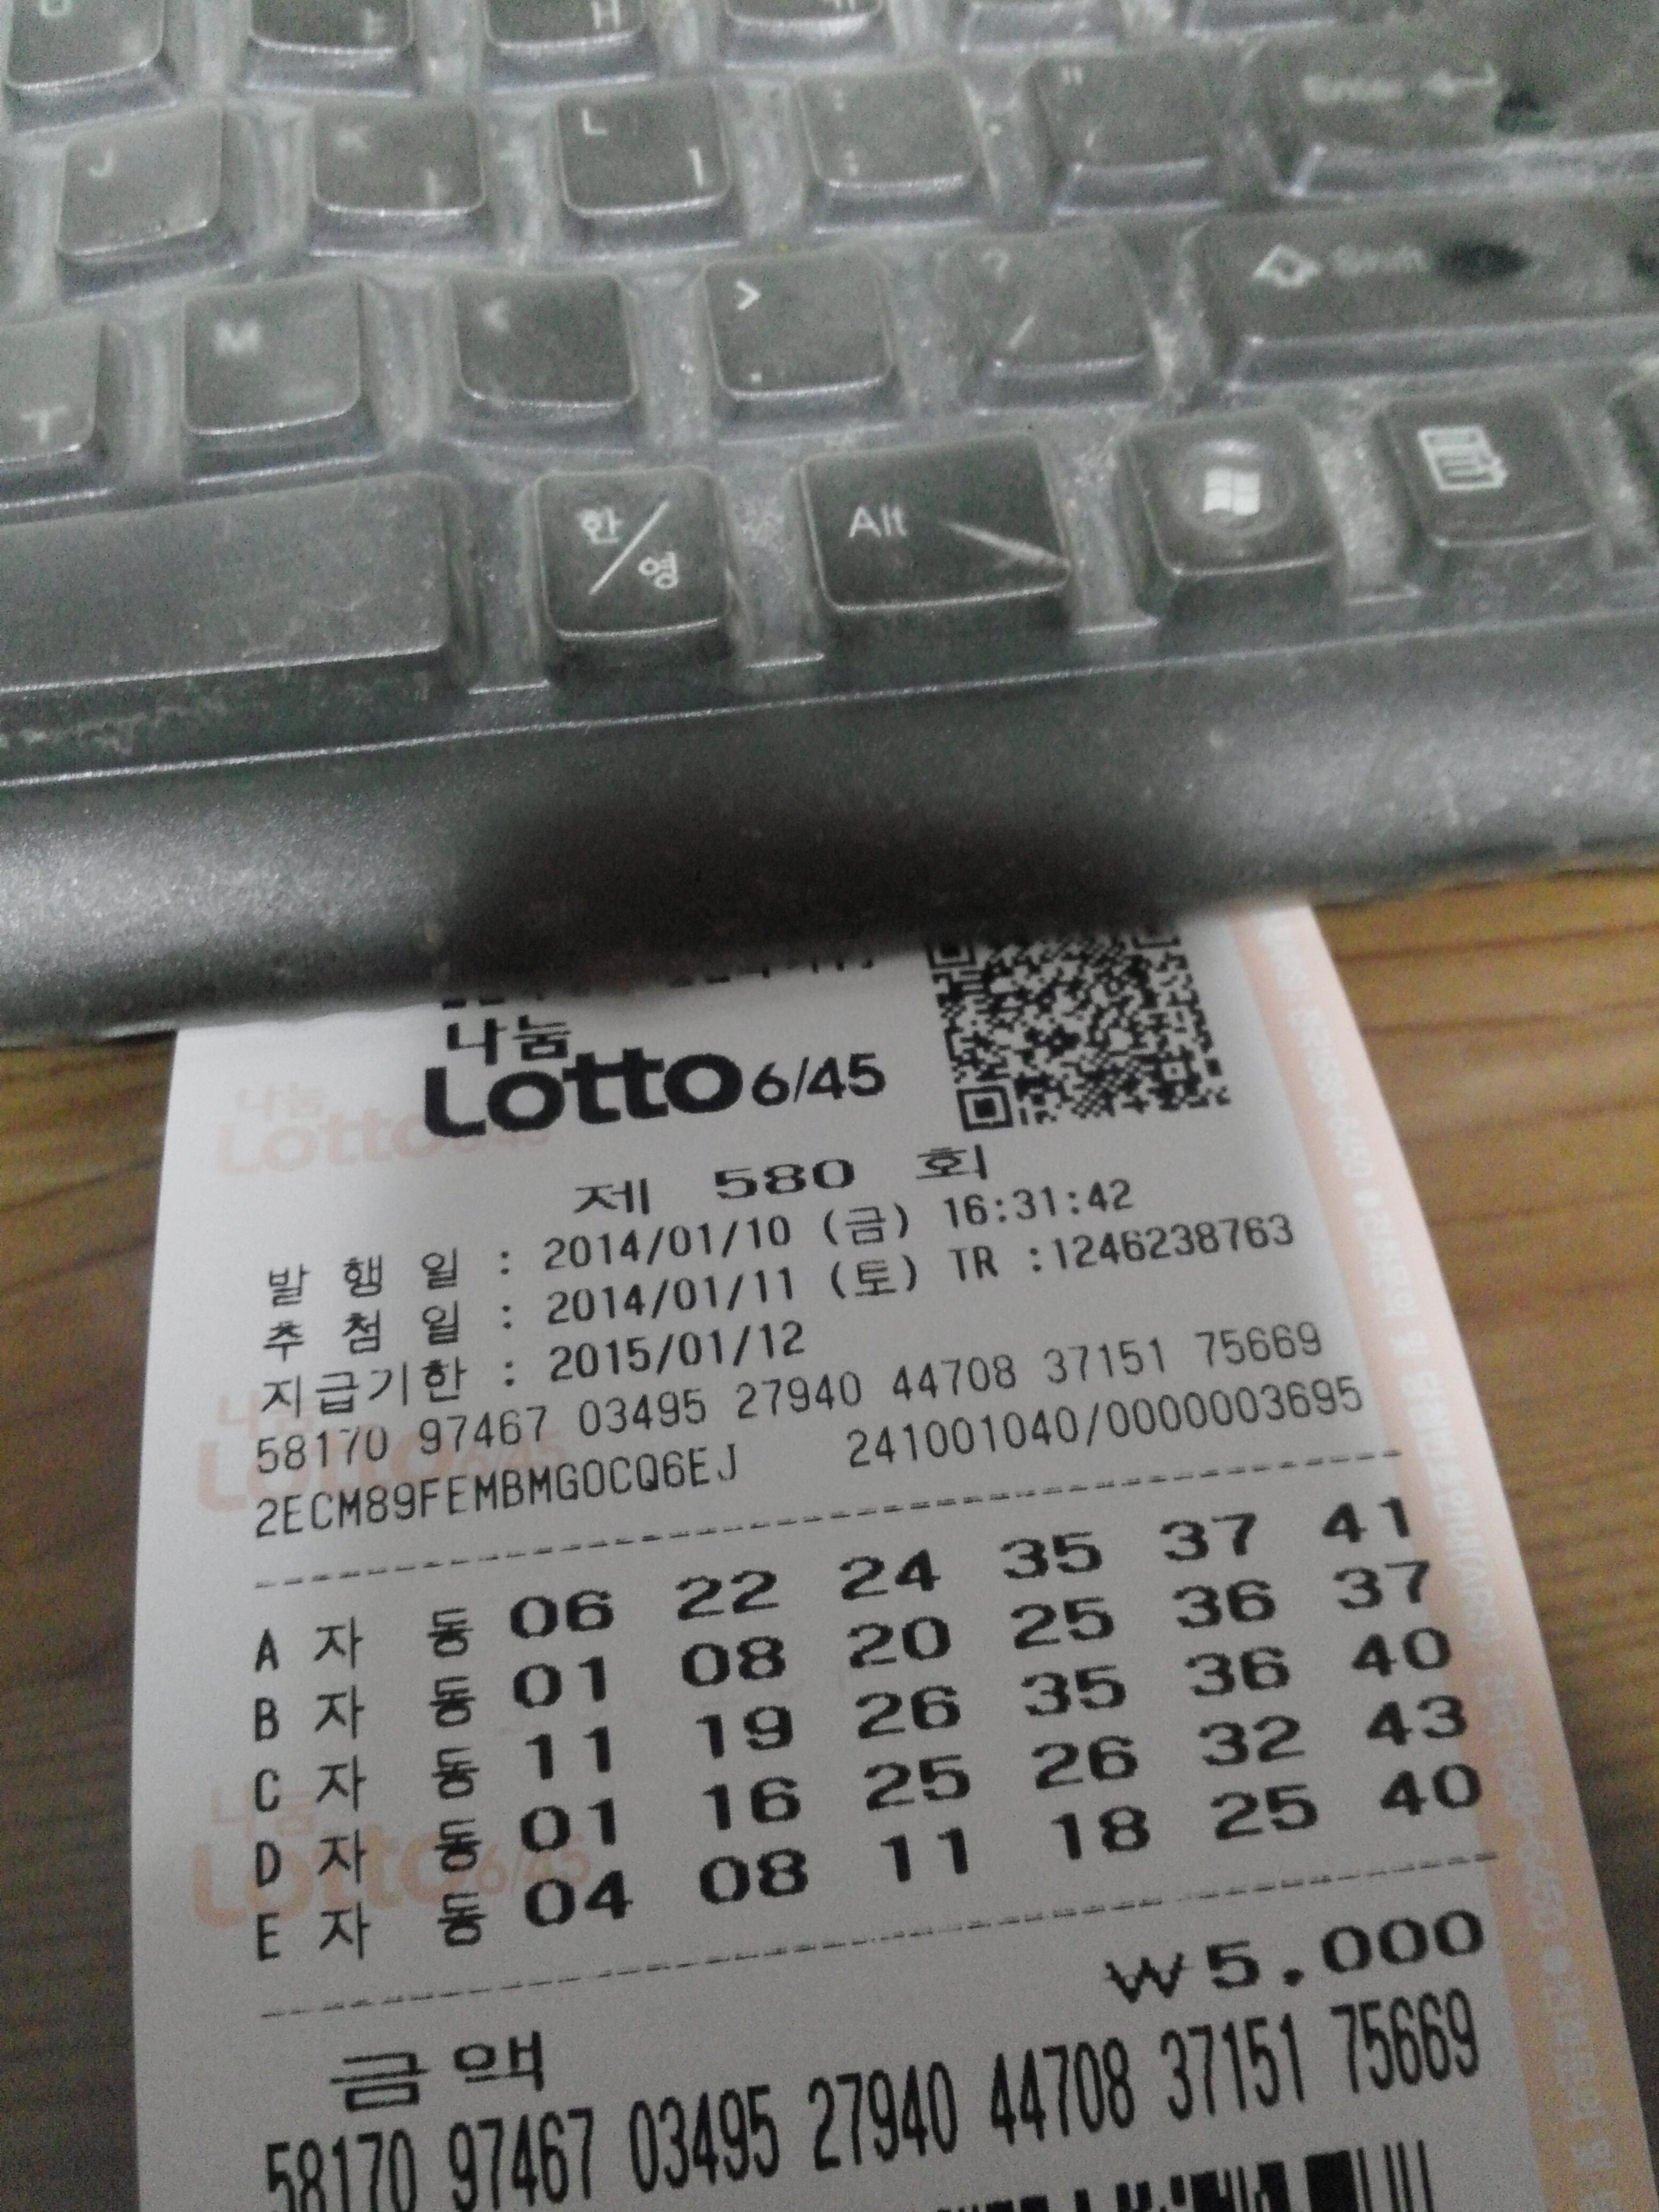 H
J
K
L ㅣ
: ;
" '
Enter
M
<
> .
? /
Shift
ㅜ
한/영
Alt
나눔
Lotto 6/45
제 580 회
발 행 일 : 2014/01/10 (금) 16:31:42
추 첨 일 : 2014/01/11 (토) TR :1246238763
지급기한 : 2015/01/12
58170 97467 03495 27940 44708 37151 75669
2ECM89FEMBMGOCQ6EJ 241001040/0000003695
A 자 동 06 22 24 35 37 41
B 자 동 01 08 20 25 36 37
C 자 동 11 19 26 35 36 40
D 자 동 01 16 25 26 32 43
E 자 동 04 08 11 18 25 40
금 액 ₩5.000
58170 97467 03495 27940 44708 37151 75669